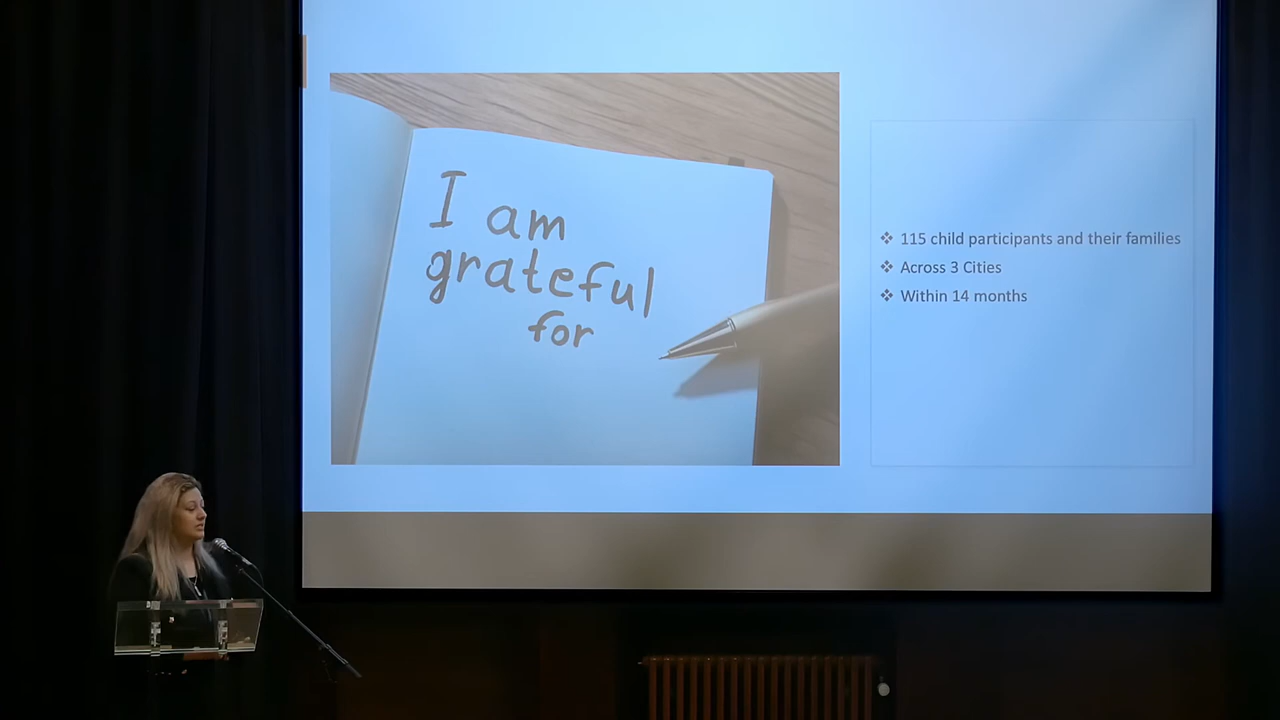 I am
grateful
for
❖ 115 child participants and their families
❖ Across 3 Cities
❖ Within 14 months